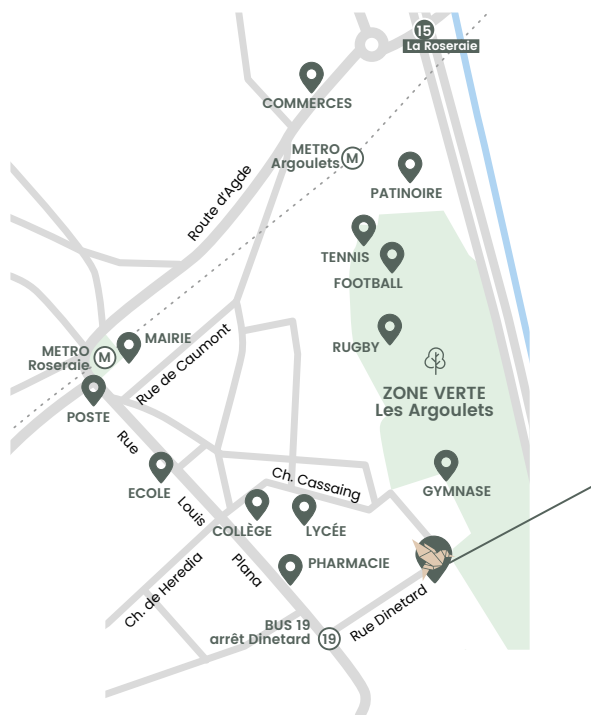 15
La Roseraie
COMMERCES
METRO
Argoulets
M
PATINOIRE
Route d'Agde
TENNIS
FOOTBALL
MAIRIE
METRO
Roseraie
M
RUGBY
Rue de Caumont
ZONE VERTE
Les Argoulets
POSTE
Rue
Louis
Plana
ECOLE
Ch. Cassaing
GYMNASE
COLLÈGE
LYCÉE
PHARMACIE
Ch. de Heredia
Rue Dinetard
BUS 19
arrêt Dinetard
19